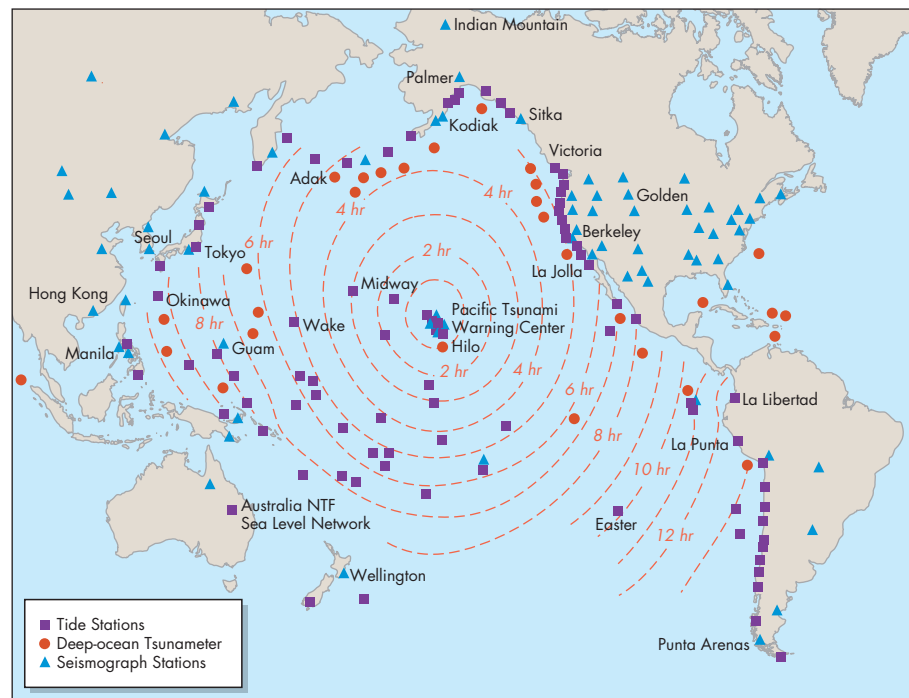 Indian Mountain
Palmer
Kodiak
Sitka
Victoria
Adak
4 hr
4 hr
Golden
Seoul
Tokyo
6 hr
2 hr
Berkeley
La Jolla
Hong Kong
Okinawa
Midway
8 hr
Wake
Pacific Tsunami
Warning Center
Manila
Guam
Hilo
2 hr
4 hr
6 hr
La Libertad
8 hr
La Punta
10 hr
Australia NTF
Sea Level Network
Easter
12 hr
Wellington
Tide Stations
Deep-ocean Tsunameter
Seismograph Stations
Punta Arenas